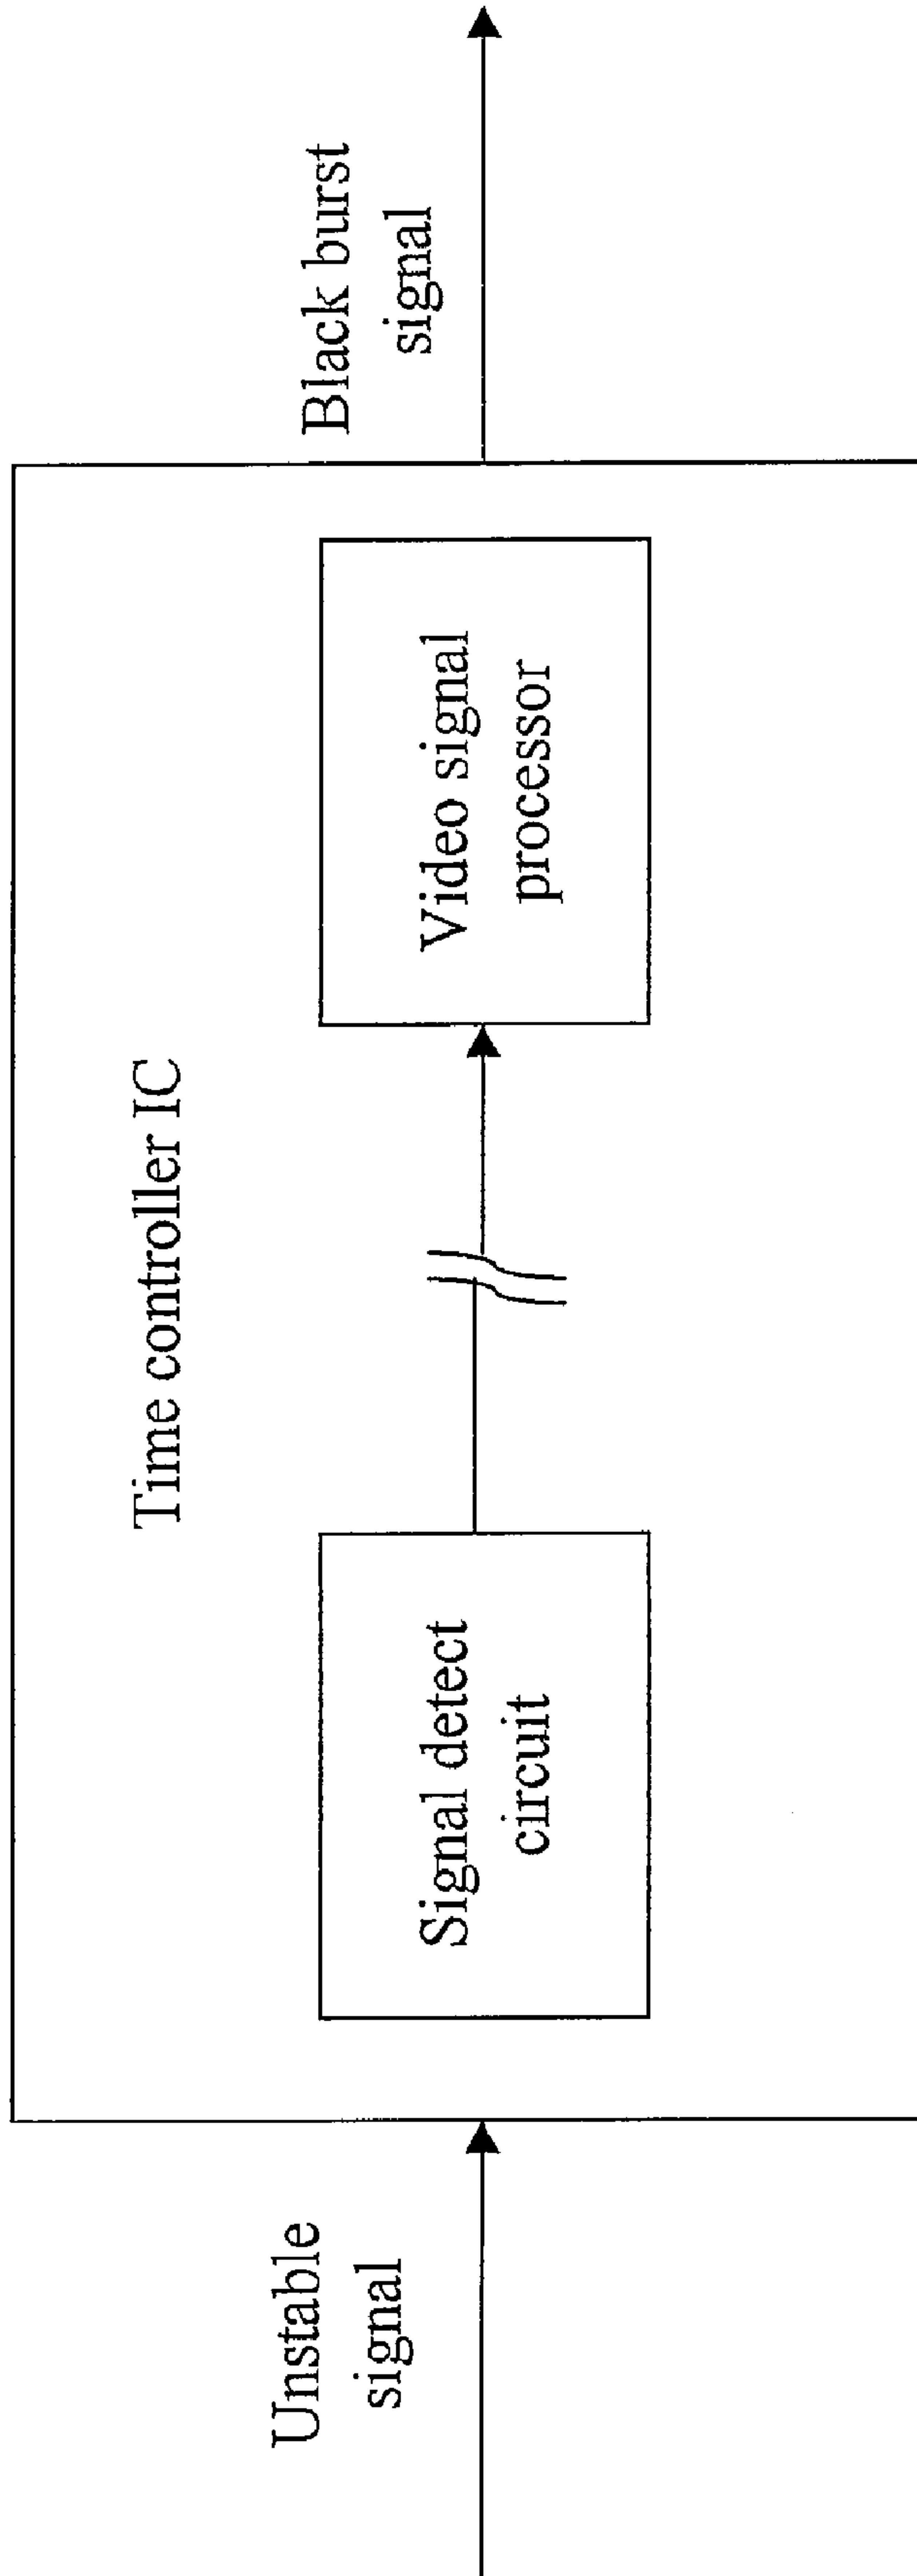 Time controller IC
Unstable
signal
Signal detect
circuit
Video signal
processor
Black burst
signal